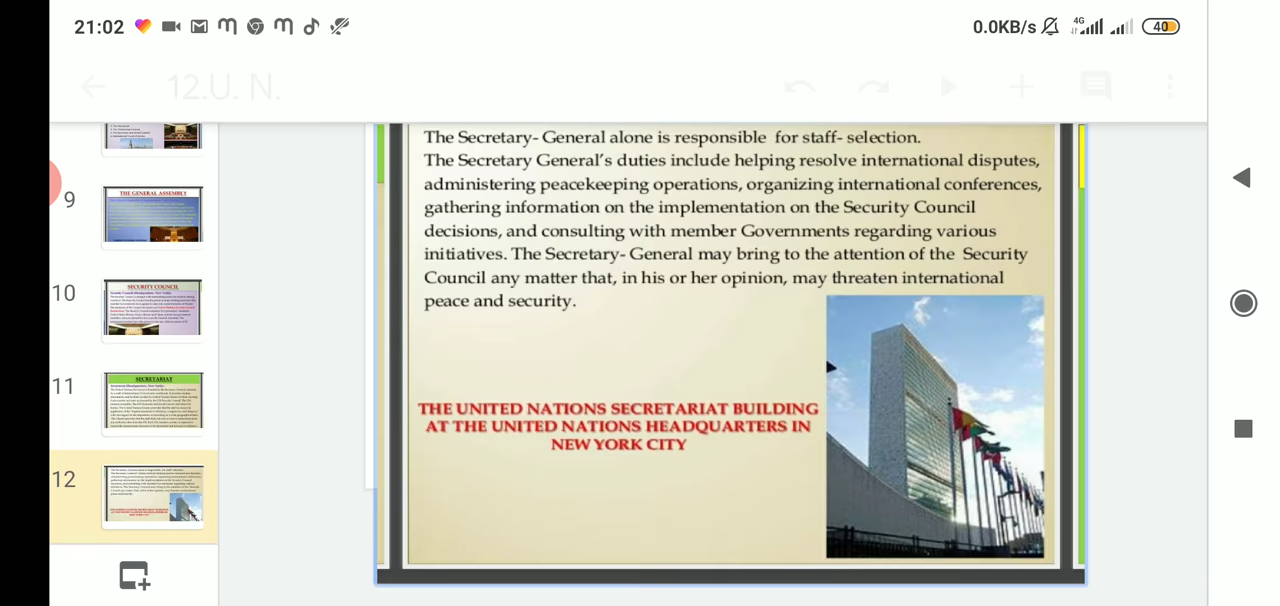 21:02
0.0KB/s
4G
40
12.U. N.
The Secretary- General alone is responsible for staff- selection.
The Secretary General's duties include helping resolve international disputes,
administering peacekeeping operations, organizing international conferences,
gathering information on the implementation on the Security Council
decisions, and consulting with member Governments regarding various
initiatives. The Secretary- General may bring to the attention of the Security
Council any matter that, in his or her opinion, may threaten international
peace and security.
THE UNITED NATIONS SECRETARIAT BUILDING
AT THE UNITED NATIONS HEADQUARTERS IN
NEW YORK CITY
9
THE GENERAL ASSEMBLY
10
SECURITY COUNCIL
11
SECRETARIAT
12